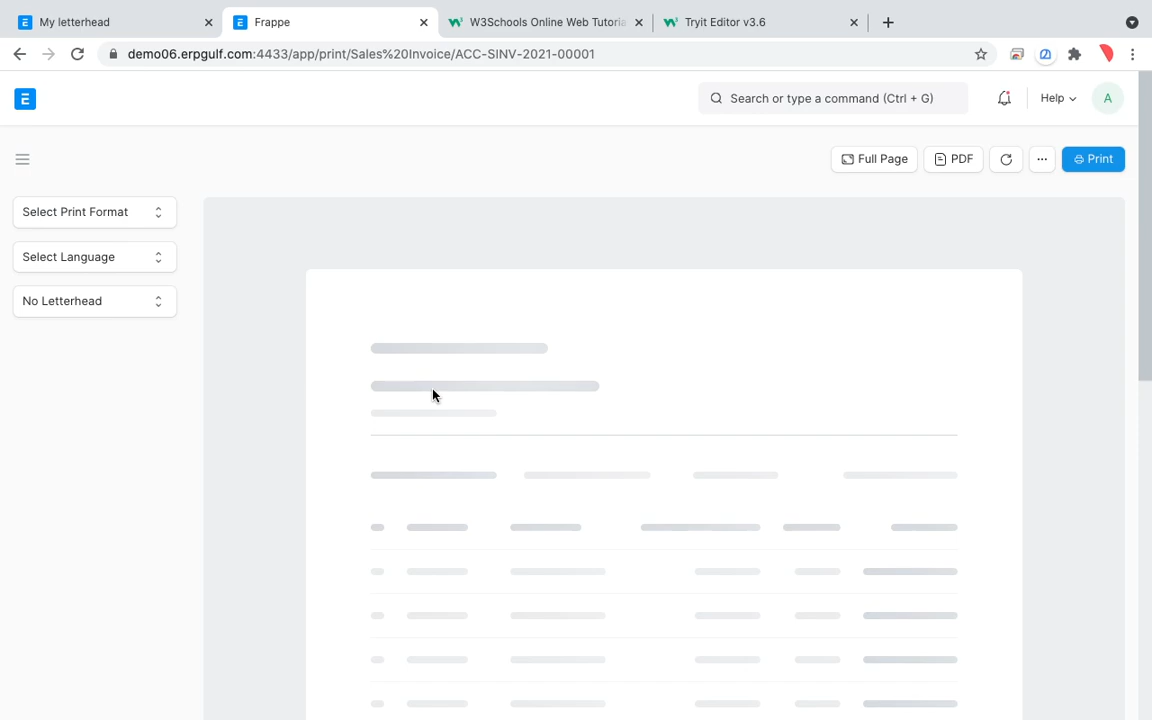 My letterhead
Frappe
W3Schools Online Web Tutoria
Tryit Editor v3.6
demo06.erpgulf.com:4433/app/print/Sales%20Invoice/ACC-SINV-2021-00001
E
Search or type a command (Ctrl + G)
Help
A
Full Page
PDF
...
Print
Select Print Format
Select Language
No Letterhead